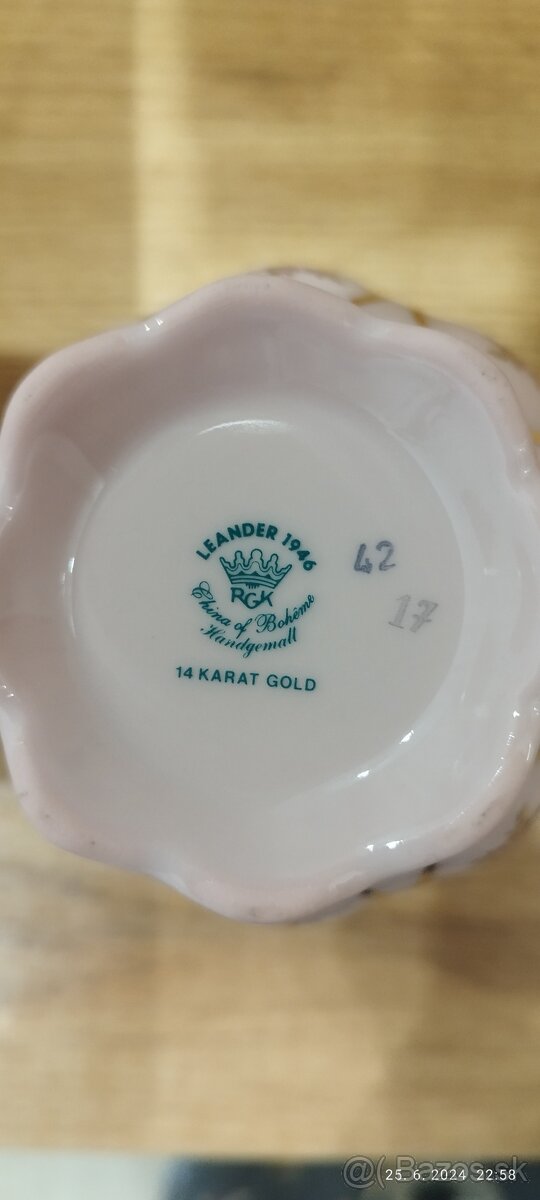 LEANDER 1946
RGK
China of Bohême
Handgemalt
14 KARAT GOLD
42
17
25. 6. 2024 22:58
Bazos.sk